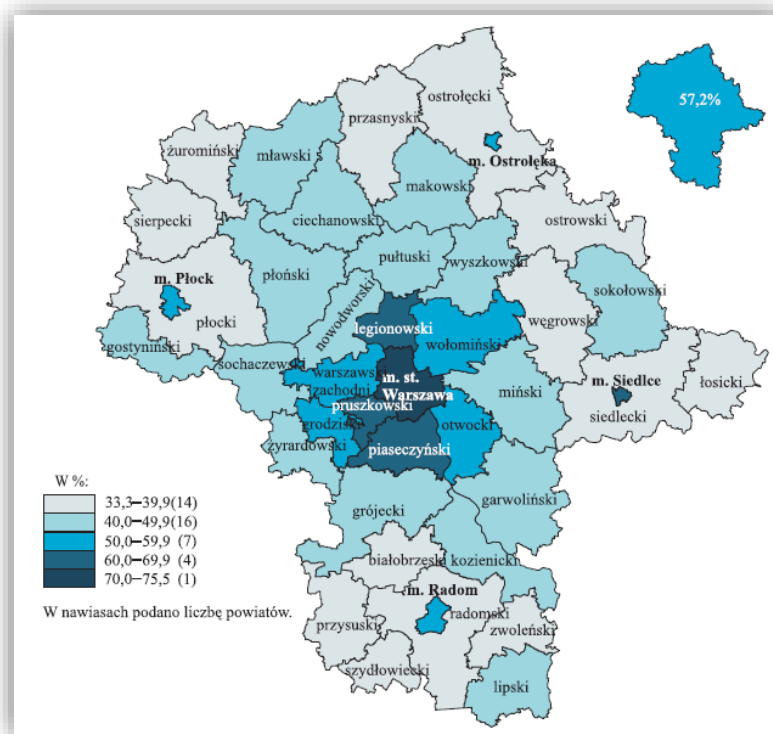 ostrołęcki
przasnyski
57,2%
żuromiński
mławski
m. Ostrołęka
makowski
sierpecki
ciechanowski
ostrowski
pułtuski
wyszkowski
m. Płock
płoński
sokołowski
nowodworski
płocki
węgrowski
legionowski
gostyniński
wołomiński
sochaczewski
warszawski
zachodni
m. st.
Warszawa
miński
m. Siedlce
łosicki
pruszkowski
siedlecki
grodziski
otwocki
żyrardowski
piaseczyński
W %:
33,3–39,9(14)
40,0–49,9(16)
50,0–59,9 (7)
60,0–69,9 (4)
70,0–75,5 (1)
W nawiasach podano liczbę powiatów.
garwoliński
grójecki
białobrzeski
kozienicki
m. Radom
radomski
przysuski
zwoleński
szydłowiecki
lipski